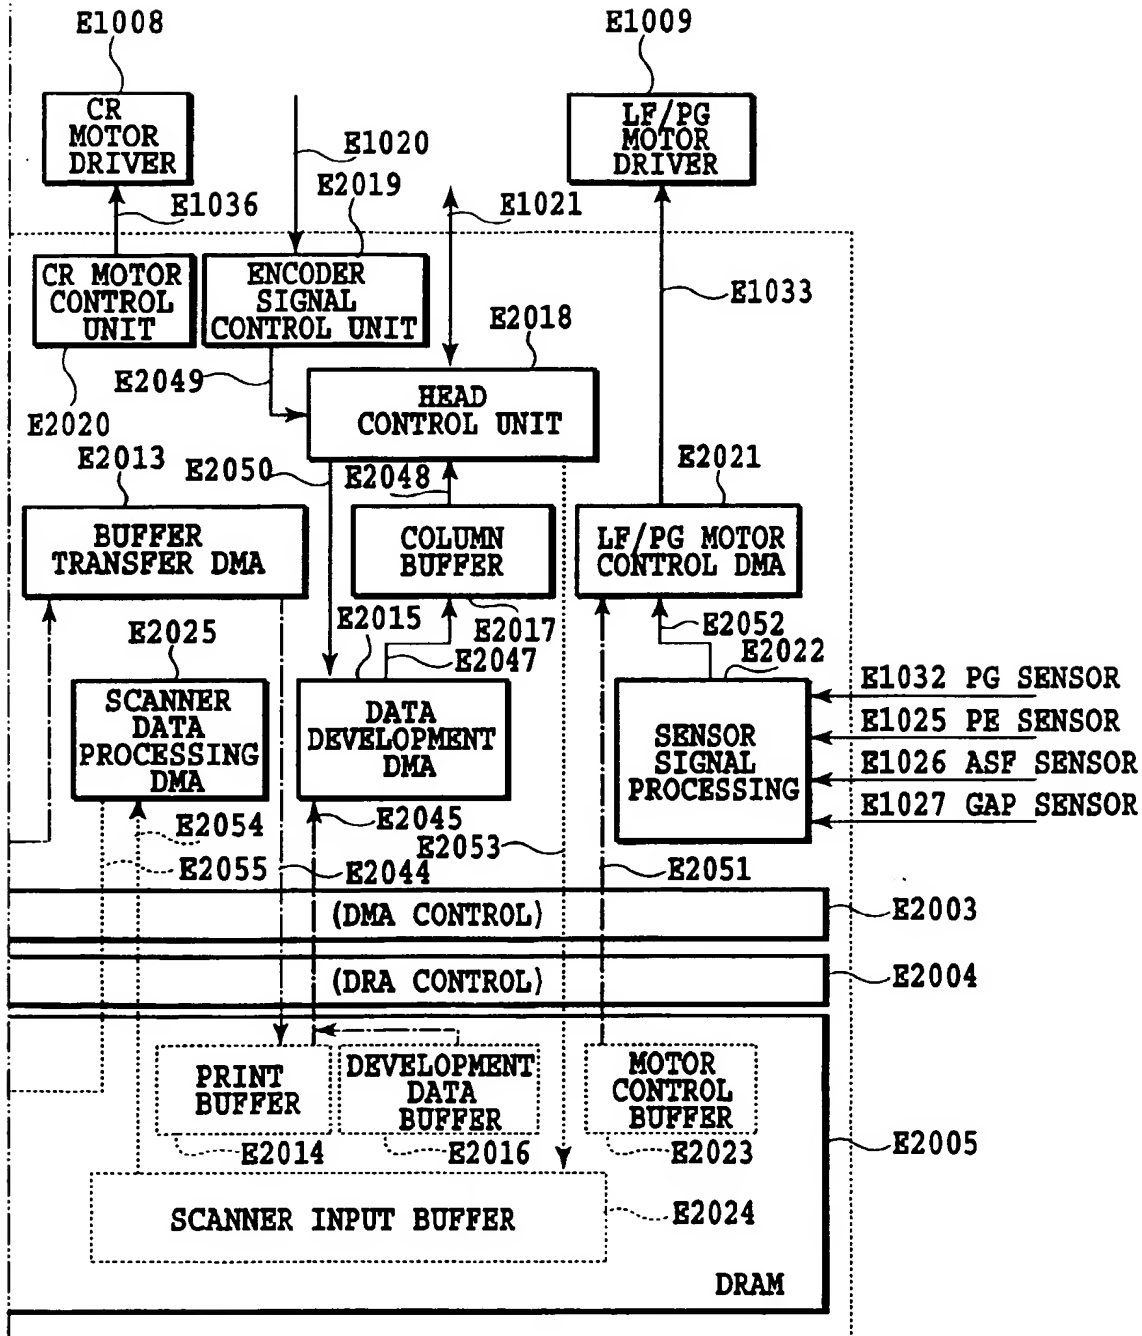 E1008
E1009
CR
MOTOR
DRIVER
LF/PG
MOTOR
DRIVER
E1020
E2019
E1036
E1021
CR MOTOR
CONTROL
UNIT
ENCODER
SIGNAL
CONTROL UNIT
E1033
E2018
E2049
HEAD
CONTROL UNIT
E2020
E2013
E2050
E2048
E2021
BUFFER
TRANSFER DMA
COLUMN
BUFFER
LF/PG MOTOR
CONTROL DMA
E2025
E2015
E2017
E2047
E2052
E2022
SCANNER
DATA
PROCESSING
DMA
DATA
DEVELOPMENT
DMA
SENSOR
SIGNAL
PROCESSING
E1032 PG SENSOR
E1025 PE SENSOR
E1026 ASF SENSOR
E1027 GAP SENSOR
E2054
E2045
E2053
E2055
E2044
E2051
(DMA CONTROL)
E2003
(DRA CONTROL)
E2004
PRINT
BUFFER
DEVELOPMENT
DATA
BUFFER
MOTOR
CONTROL
BUFFER
E2014
E2016
E2023
E2005
SCANNER INPUT BUFFER
E2024
DRAM